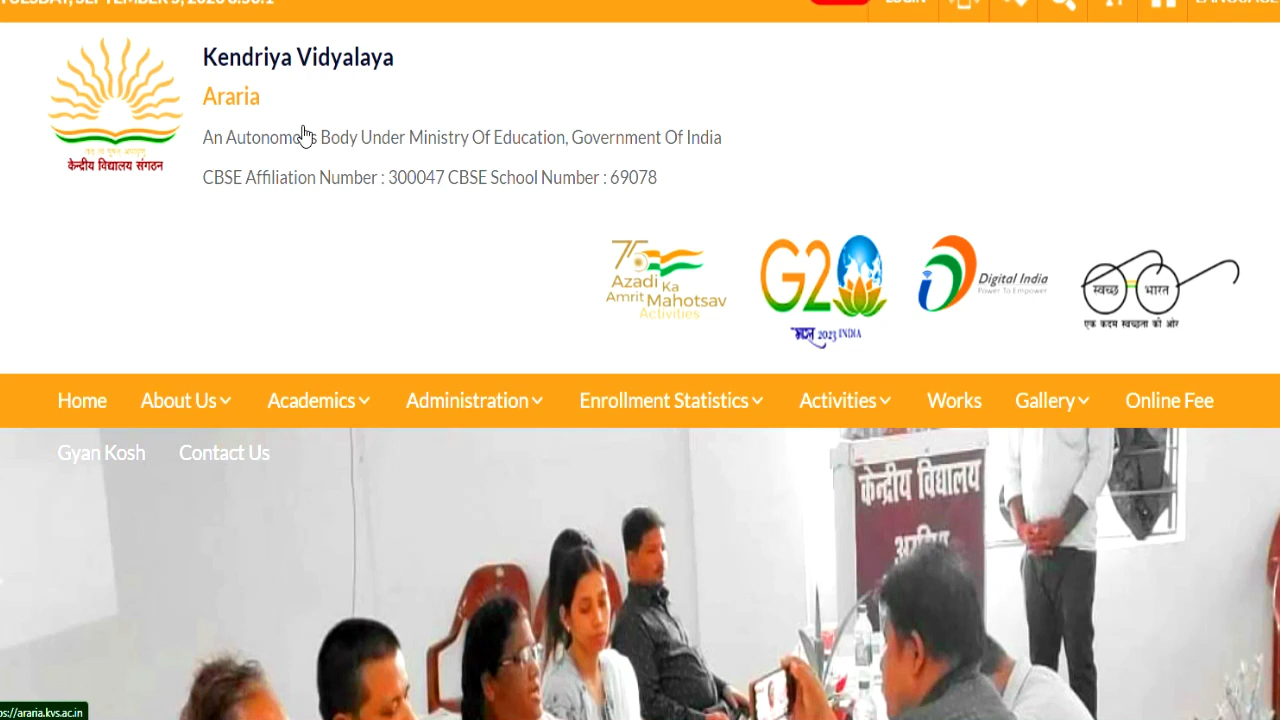 Kendriya Vidyalaya
Araria
An Autonomous Body Under Ministry Of Education, Government Of India
CBSE Affiliation Number : 300047 CBSE School Number : 69078
केन्द्रीय विद्यालय संगठन
75
Azadi Ka
Amrit Mahotsav
Activities
G20
2023 INDIA
Digital India
Power To Empower
स्वच्छ भारत
एक कदम स्वच्छता की ओर
Home About Us Academics Administration Enrollment Statistics Activities Works Gallery Online Fee
Gyan Kosh Contact Us
केन्द्रीय विद्यालय
araria.kvs.ac.in